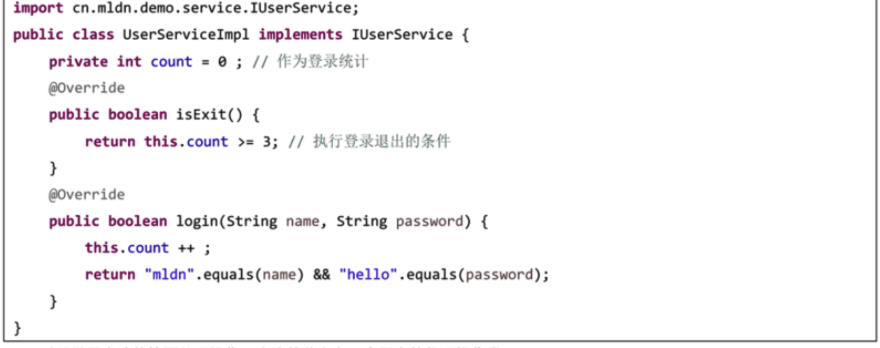 import cn.mldn.demo.service.IUserService;
public class UserServiceImpl implements IUserService {
    private int count = 0 ; // 作为登录统计
    @Override
    public boolean isExit() {
        return this.count >= 3; // 执行登录退出的条件
    }
    @Override
    public boolean login(String name, String password) {
        this.count ++ ;
        return "mldn".equals(name) && "hello".equals(password);
    }
}